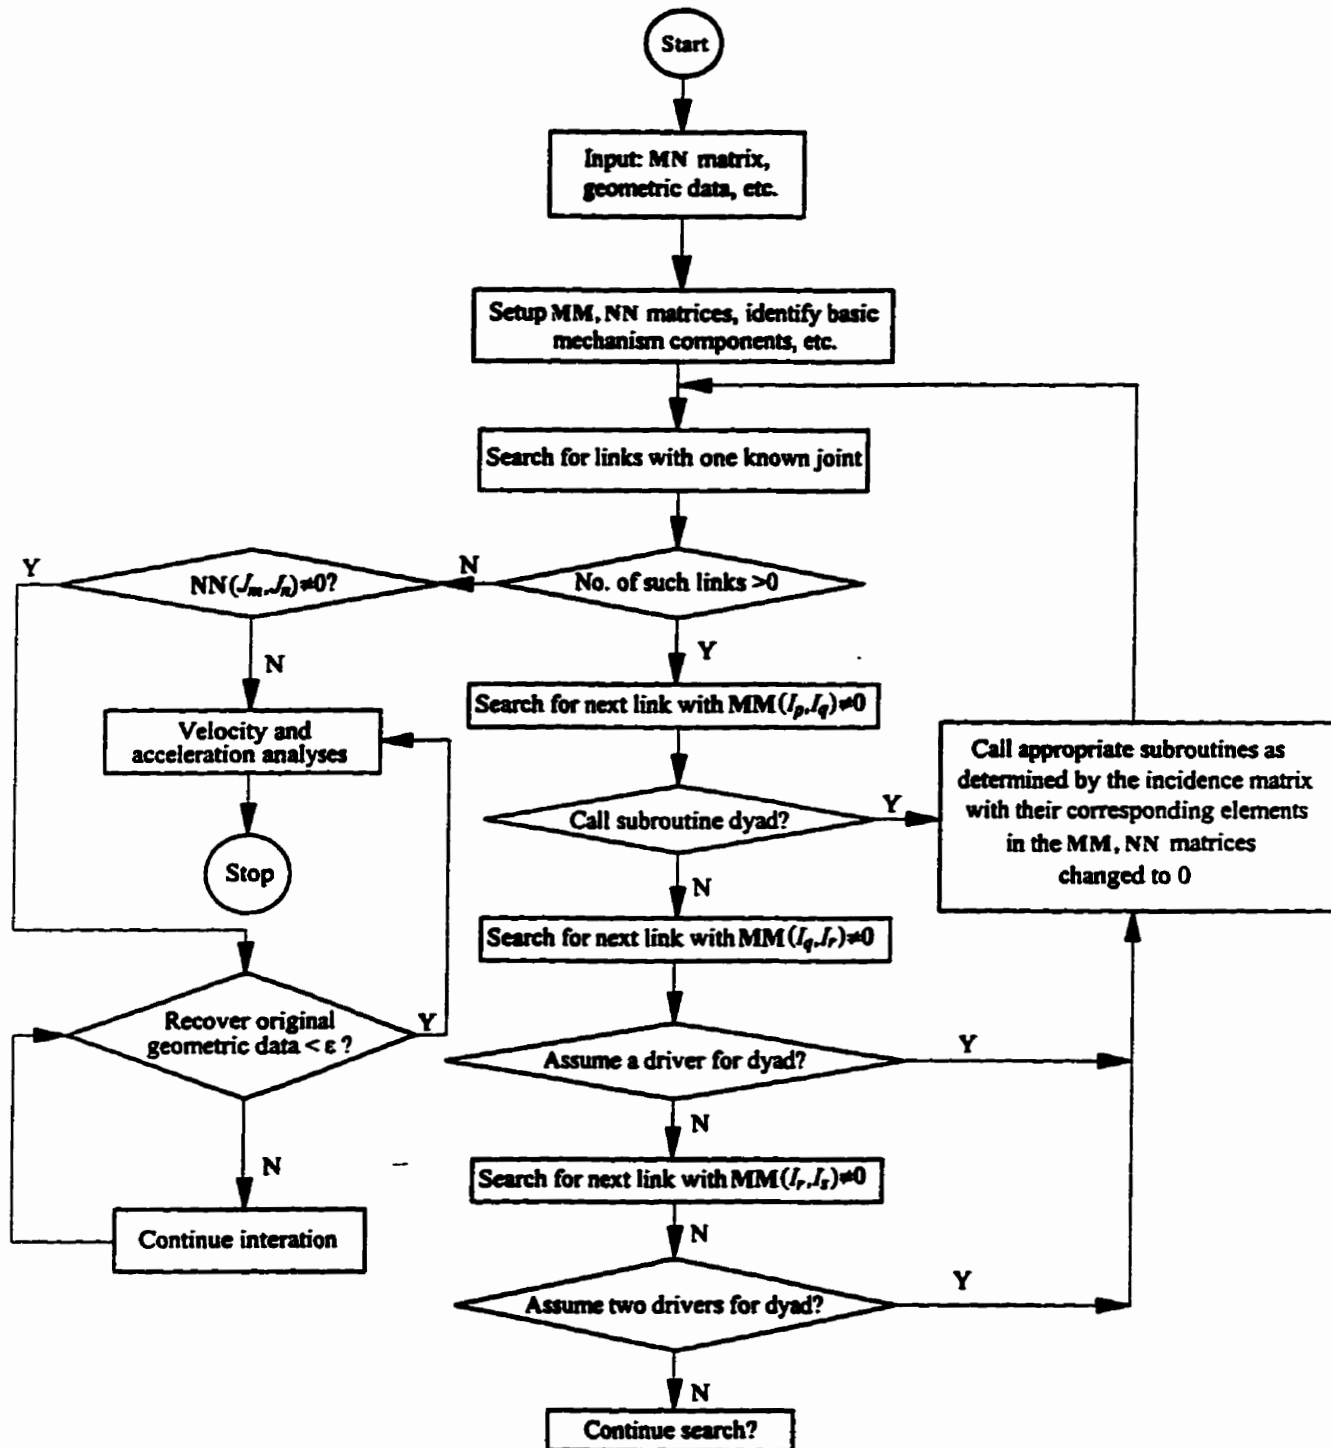 Start
Input: MN matrix,
geometric data, etc.
Setup MM, NN matrices, identify basic
mechanism components, etc.
Search for links with one known joint
Y
NN(Jm,Jn)≠0?
N
No. of such links >0
N
Y
Search for next link with MM(Ip,Iq)≠0
Velocity and
acceleration analyses
Call appropriate subroutines as
determined by the incidence matrix
with their corresponding elements
in the MM, NN matrices
changed to 0
Call subroutine dyad?
Y
Stop
N
Search for next link with MM(Iq,Ir)≠0
Recover original
geometric data < ε ?
Y
Assume a driver for dyad?
Y
N
N
Search for next link with MM(Ir,Is)≠0
Continue interation
N
Assume two drivers for dyad?
Y
N
Continue search?